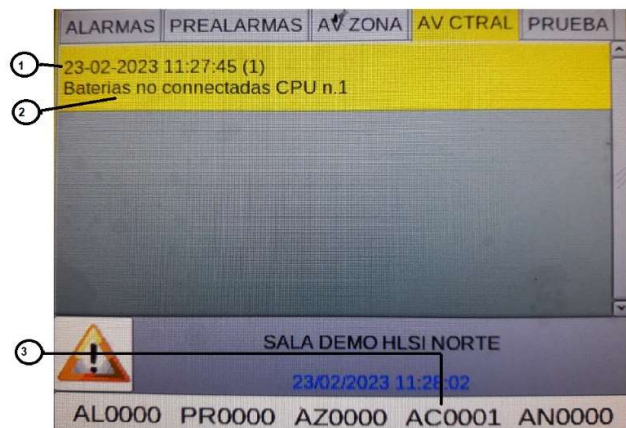 ALARMAS PREALARMAS AV ZONA AV CTRAL PRUEBA
1 23-02-2023 11:27:45 (1)
2 Baterias no connectadas CPU n.1
3 SALA DEMO HLSI NORTE
23/02/2023 11:28:02
AL0000 PR0000 AZ0000 AC0001 AN0000